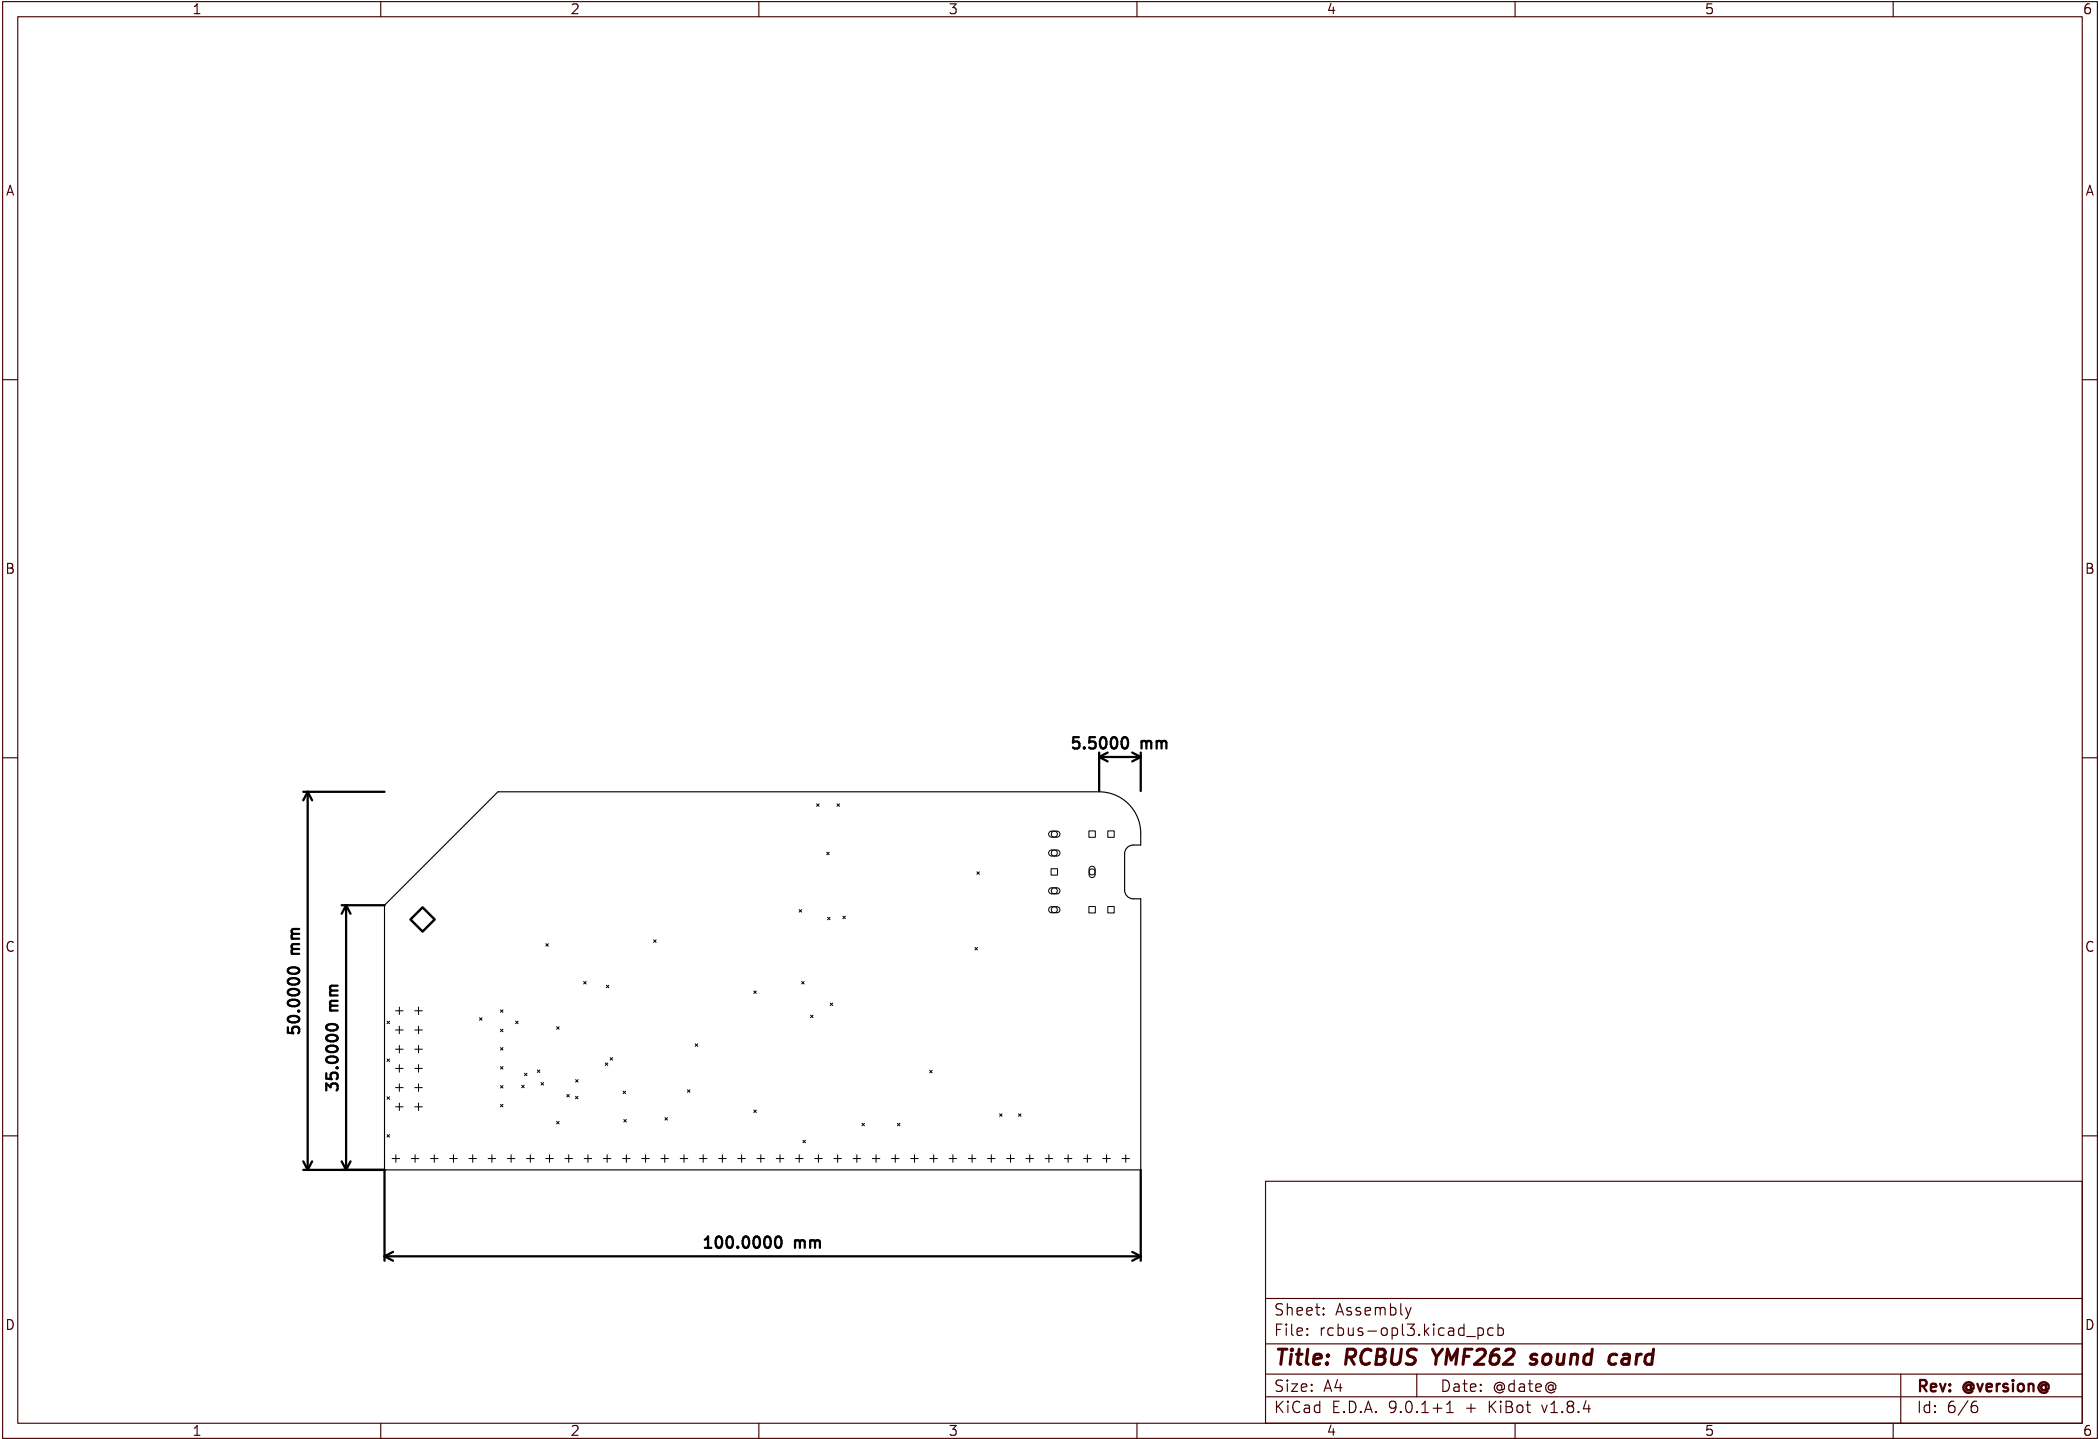 1 2 3 4 5 6
A A
B B
5.5000 mm
50.0000 mm
35.0000 mm
C C
100.0000 mm
Sheet: Assembly
File: rcbus-opl3.kicad_pcb
D D
Title: RCBUS YMF262 sound card
Size: A4 Date: @date@ Rev: @version@
KiCad E.D.A. 9.0.1+1 + KiBot v1.8.4 Id: 6/6
1 2 3 4 5 6